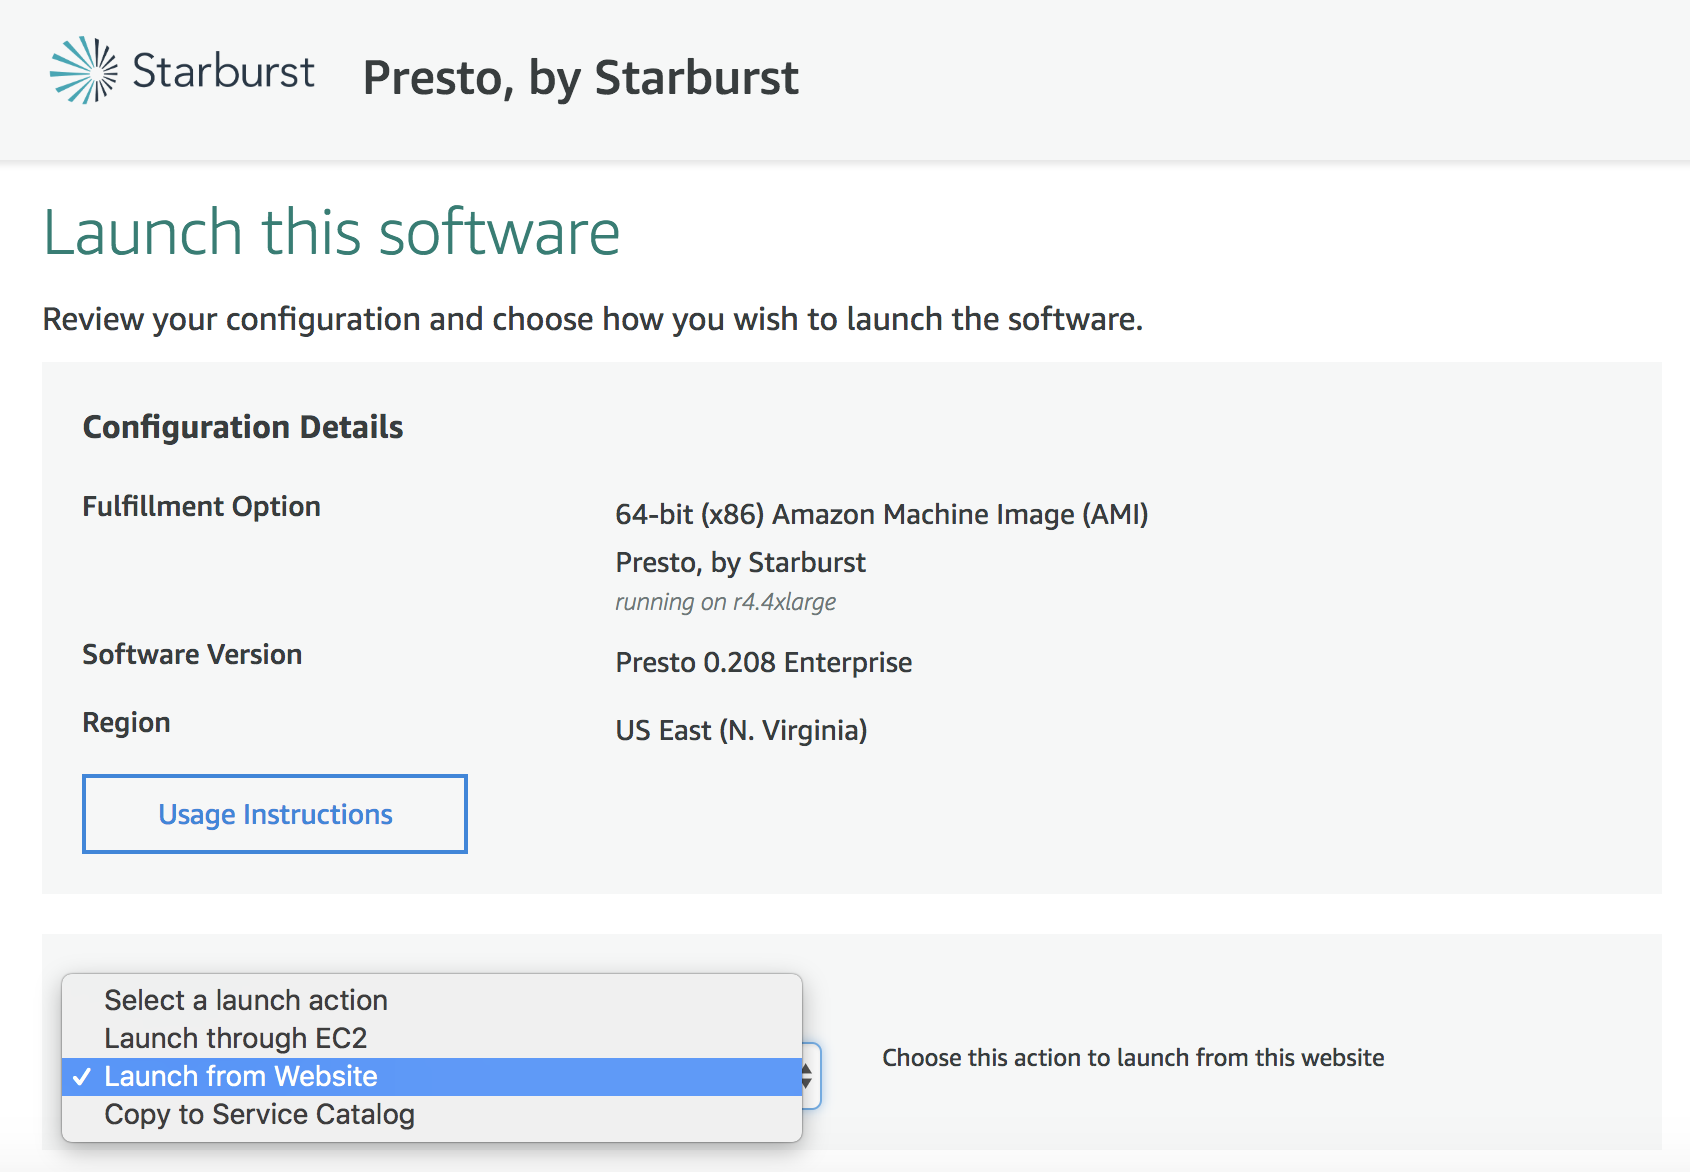 Starburst
Presto, by Starburst
Launch this software
Review your configuration and choose how you wish to launch the software.
Configuration Details
Fulfillment Option
64-bit (x86) Amazon Machine Image (AMI)
Presto, by Starburst
running on r4.4xlarge
Software Version
Presto 0.208 Enterprise
Region
US East (N. Virginia)
Usage Instructions
Select a launch action
Launch through EC2
✓ Launch from Website
Copy to Service Catalog
Choose this action to launch from this website